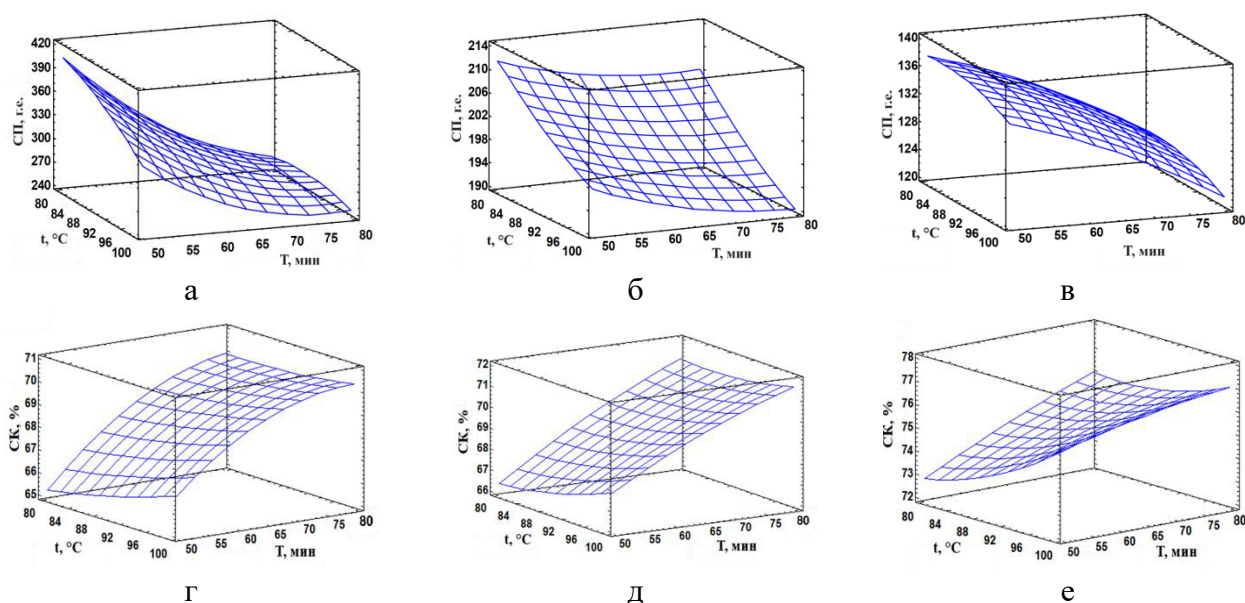 СП, г.е.
420
390
360
330
300
270
240
80
84
88
92
96
100
t, °C
50 55 60 65 70 75 80
Т, мин
а
СП, г.е.
214
210
206
202
198
194
190
80
84
88
92
96
100
t, °C
50 55 60 65 70 75 80
Т, мин
б
СП, г.е.
140
136
132
128
124
120
80
84
88
92
96
100
t, °C
50 55 60 65 70 75 80
Т, мин
в
СК, %
71
70
69
68
67
66
65
80
84
88
92
96
100
t, °C
50 55 60 65 70 75 80
Т, мин
г
СК, %
72
71
70
69
68
67
66
80
84
88
92
96
100
t, °C
50 55 60 65 70 75 80
Т, мин
д
СК, %
78
77
76
75
74
73
72
80
84
88
92
96
100
t, °C
50 55 60 65 70 75 80
Т, мин
е